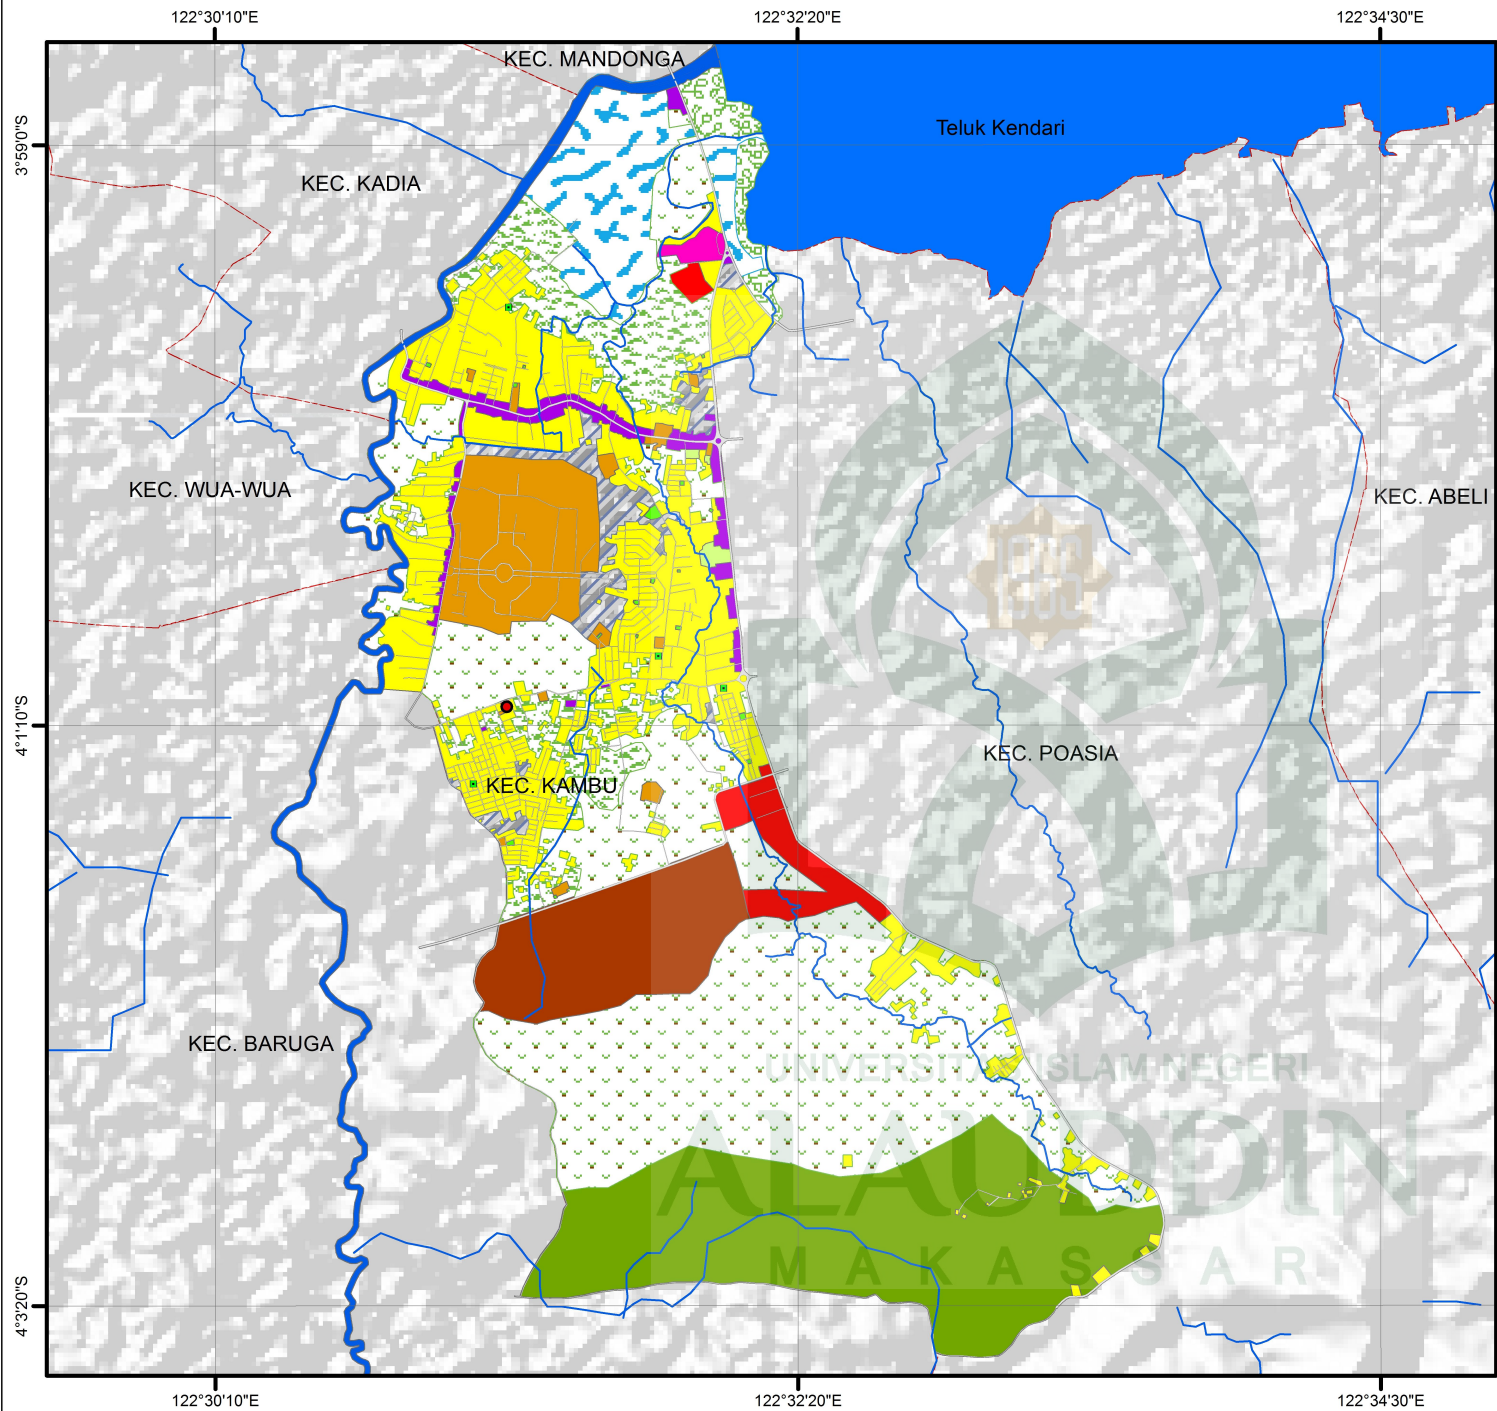 122°30'10"E
122°32'20"E
122°34'30"E
KEC. MANDONGA
Teluk Kendari
3°59'0"S
KEC. KADIA
KEC. WUA-WUA
KEC. ABELI
4°1'10"S
KEC. POASIA
KEC. KAMBU
KEC. BARUGA
UNIVERSITAS ISLAM NEGERI
ALAUDDIN
MAKASSAR
4°3'20"S
122°30'10"E
122°32'20"E
122°34'30"E